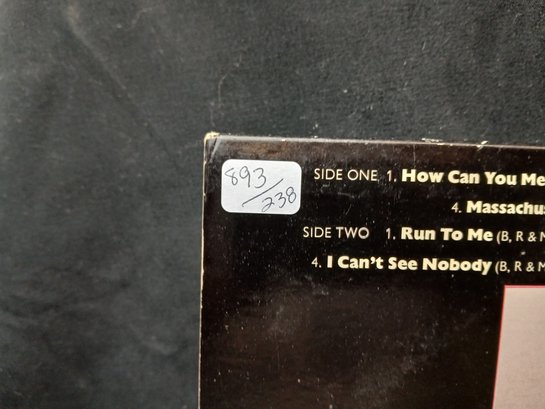 893/238
SIDE ONE 1. How Can You Me
4. Massachus
SIDE TWO 1. Run To Me (B, R & M
4. I Can't See Nobody (B, R & M